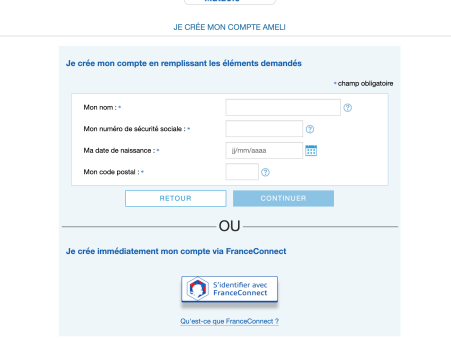 JE CRÉE MON COMPTE AMELI
Je crée mon compte en remplissant les éléments demandés
* champ obligatoire
Mon nom : *
Mon numéro de sécurité sociale : *
Ma date de naissance : *
jj/mm/aaaa
Mon code postal : *
RETOUR
CONTINUER
OU
Je crée immédiatement mon compte via FranceConnect
S'identifier avec
FranceConnect
Qu'est-ce que FranceConnect ?